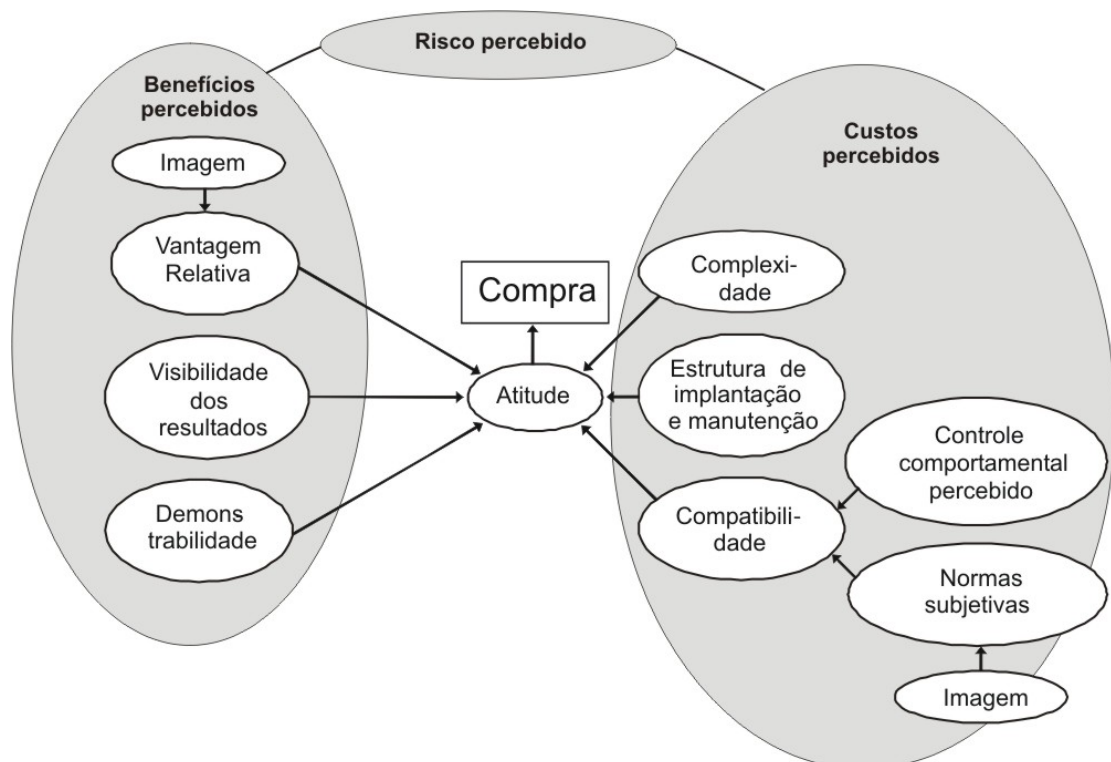 Risco percebido
Benefícios
percebidos
Imagem
Vantagem
Relativa
Visibilidade
dos
resultados
Demons
trabilidade
Compra
Atitude
Custos
percebidos
Complexi-
dade
Estrutura de
implantação
e manutenção
Compatibili-
dade
Controle
comportamental
percebido
Normas
subjetivas
Imagem